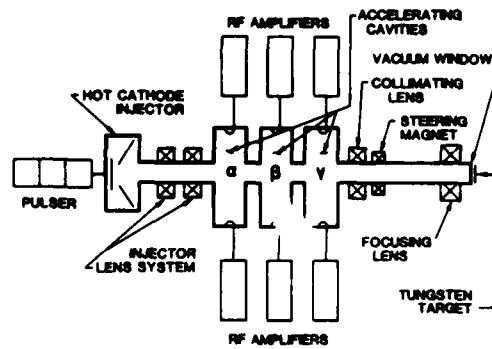 RF AMPLIFIERS
ACCELERATING
CAVITIES
VACUUM WINDOW
HOT CATHODE
INJECTOR
COLLIMATING
LENS
STEERING
MAGNET
α β γ
PULSER
INJECTOR
LENS SYSTEM
FOCUSING
LENS
TUNGSTEN
TARGET
RF AMPLIFIERS